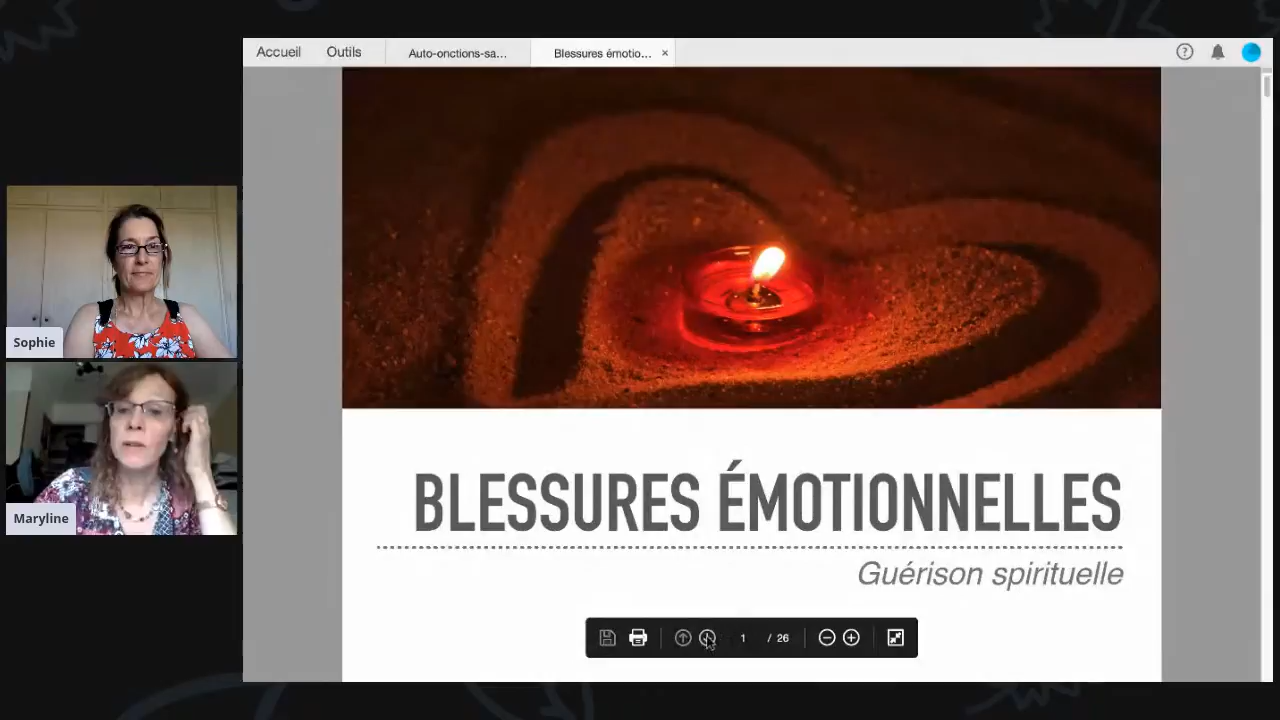 Accueil Outils Auto-onctions-sa... Blessures émotio... ×
?
Sophie
Maryline
BLESSURES ÉMOTIONNELLES
Guérison spirituelle
1 / 26